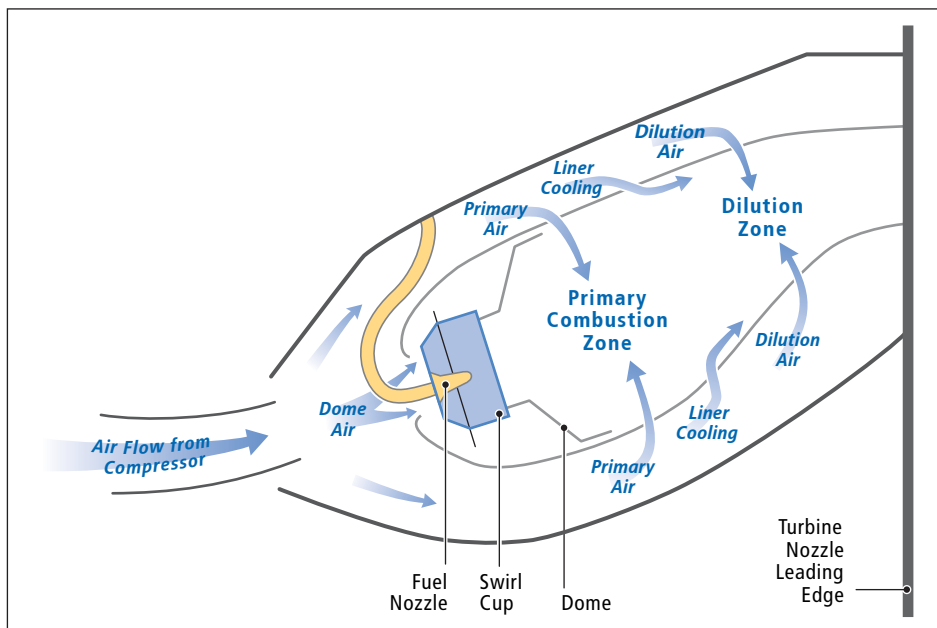 Dilution
Air
Liner
Cooling
Primary
Air
Dilution
Zone
Primary
Combustion
Zone
Dilution
Air
Dome
Air
Liner
Cooling
Air Flow from
Compressor
Primary
Air
Fuel
Nozzle
Swirl
Cup
Dome
Turbine
Nozzle
Leading
Edge